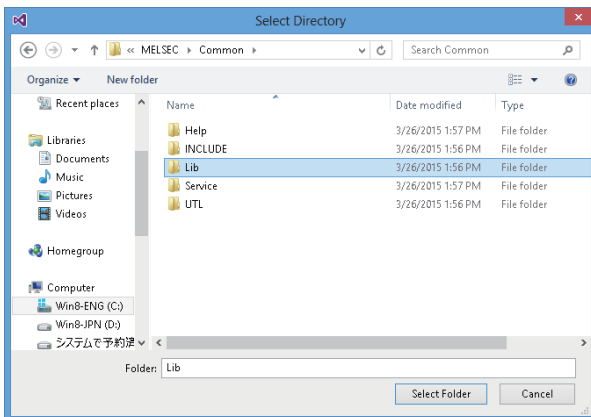 Select Directory
« MELSEC Common
Search Common
Organize New folder
Recent places
Libraries
Documents
Music
Pictures
Videos
Homegroup
Computer
Win8-ENG (C:)
Win8-JPN (D:)
システムで予約済
Name Date modified Type
Help 3/26/2015 1:57 PM File folder
INCLUDE 3/26/2015 1:56 PM File folder
Lib 3/26/2015 1:56 PM File folder
Service 3/26/2015 1:57 PM File folder
UTL 3/26/2015 1:56 PM File folder
Folder: Lib
Select Folder Cancel